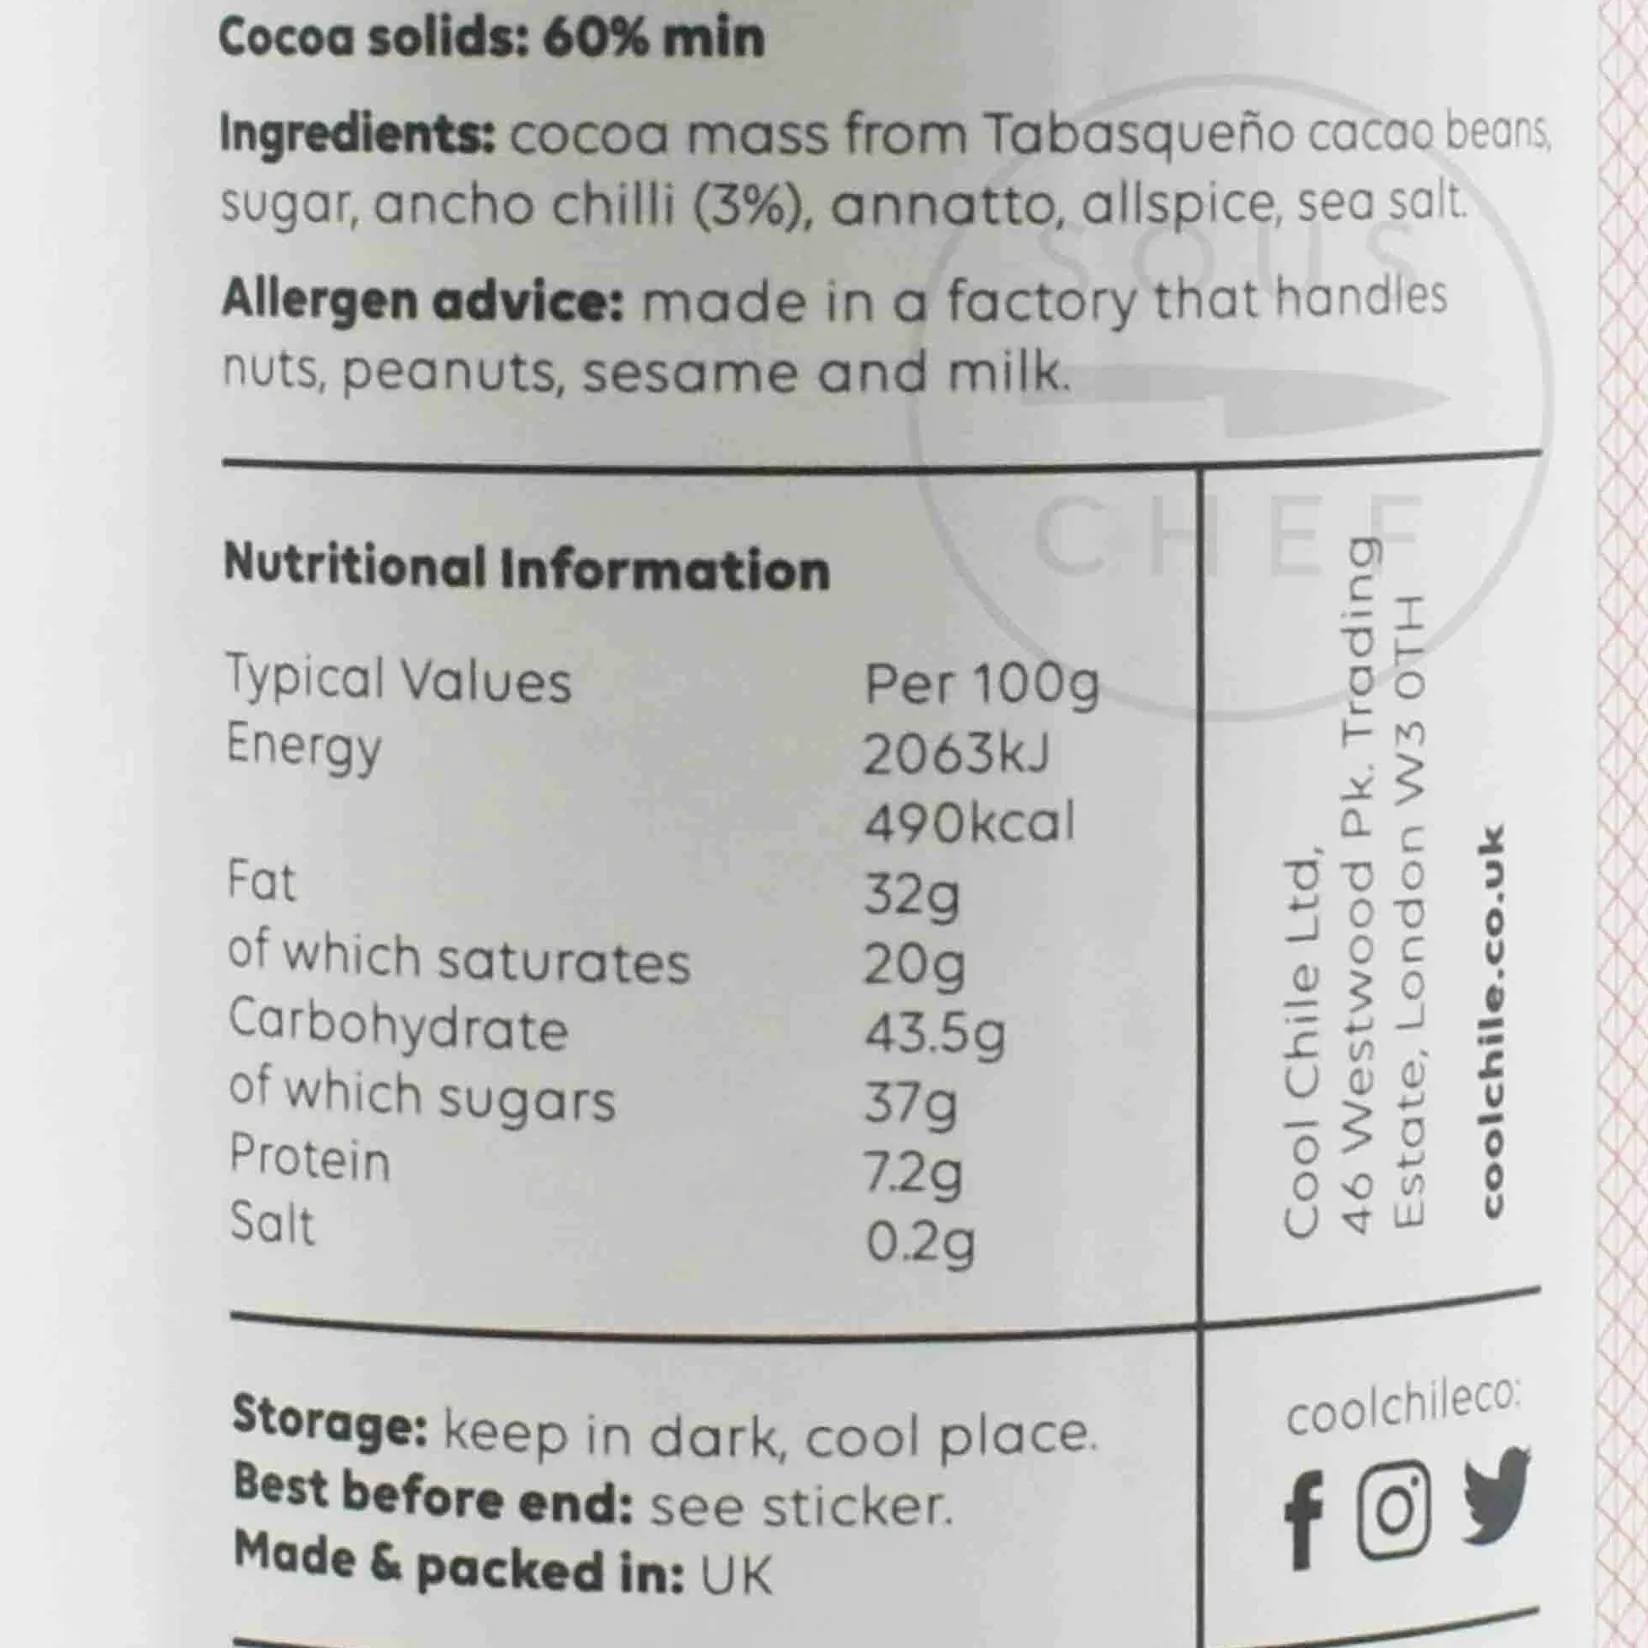 Cocoa solids: 60% min
Ingredients: cocoa mass from Tabasqueño cacao beans,
sugar, ancho chilli (3%), annatto, allspice, sea salt.
Allergen advice: made in a factory that handles
nuts, peanuts, sesame and milk.
SOUS
CHEF
Nutritional Information
Typical Values Per 100g
Energy 2063kJ
490kcal
Fat 32g
of which saturates 20g
Carbohydrate 43.5g
of which sugars 37g
Protein 7.2g
Salt 0.2g
Cool Chile Ltd,
46 Westwood Pk. Trading
Estate, London W3 0TH
coolchile.co.uk
Storage: keep in dark, cool place.
Best before end: see sticker.
Made & packed in: UK
coolchileco: